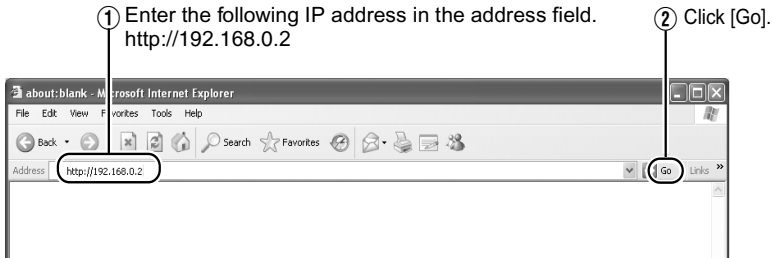 ① Enter the following IP address in the address field.
http://192.168.0.2
② Click [Go].
about:blank - Microsoft Internet Explorer
File Edit View Favorites Tools Help
Back Search Favorites
Address http://192.168.0.2 Go Links »